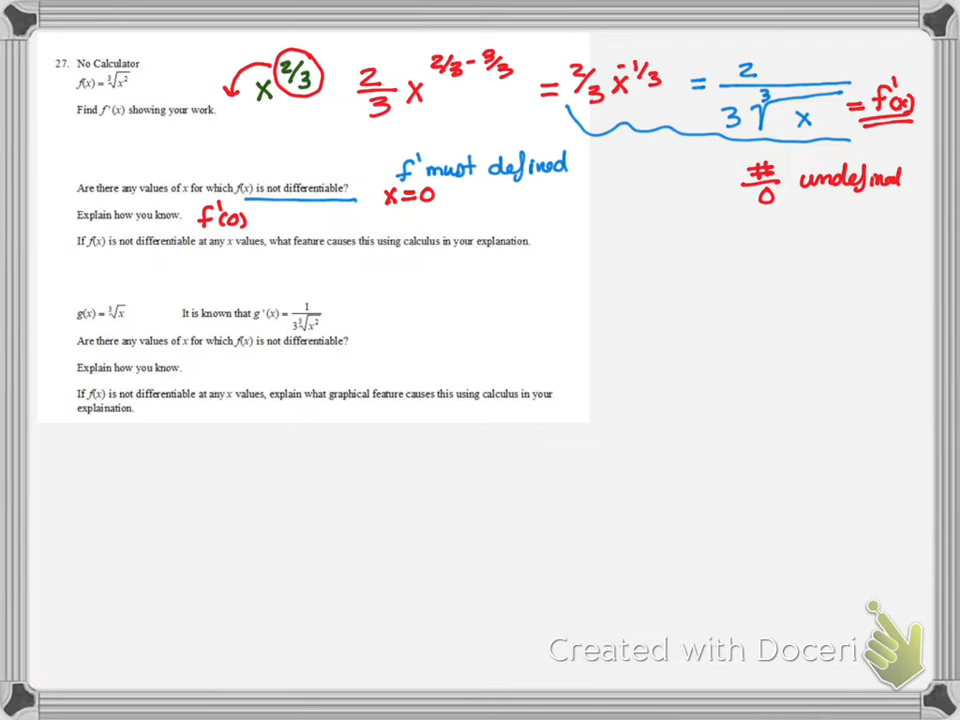 27. No Calculator
f(x) = ∛x²
x^(2/3) 2/3 x^(2/3 - 3/3) = 2/3 x^(-1/3) = 2/(3∛x) = f'(x)
Find f'(x) showing your work.
f' must defined
#/0 undefined
Are there any values of x for which f(x) is not differentiable?
x=0
Explain how you know. f'(0)
If f(x) is not differentiable at any x values, what feature causes this using calculus in your explanation.
g(x) = ∛x It is known that g'(x) = 1/(3∛x²)
Are there any values of x for which f(x) is not differentiable?
Explain how you know.
If f(x) is not differentiable at any x values, explain what graphical feature causes this using calculus in your
explaination.
Created with Doceri